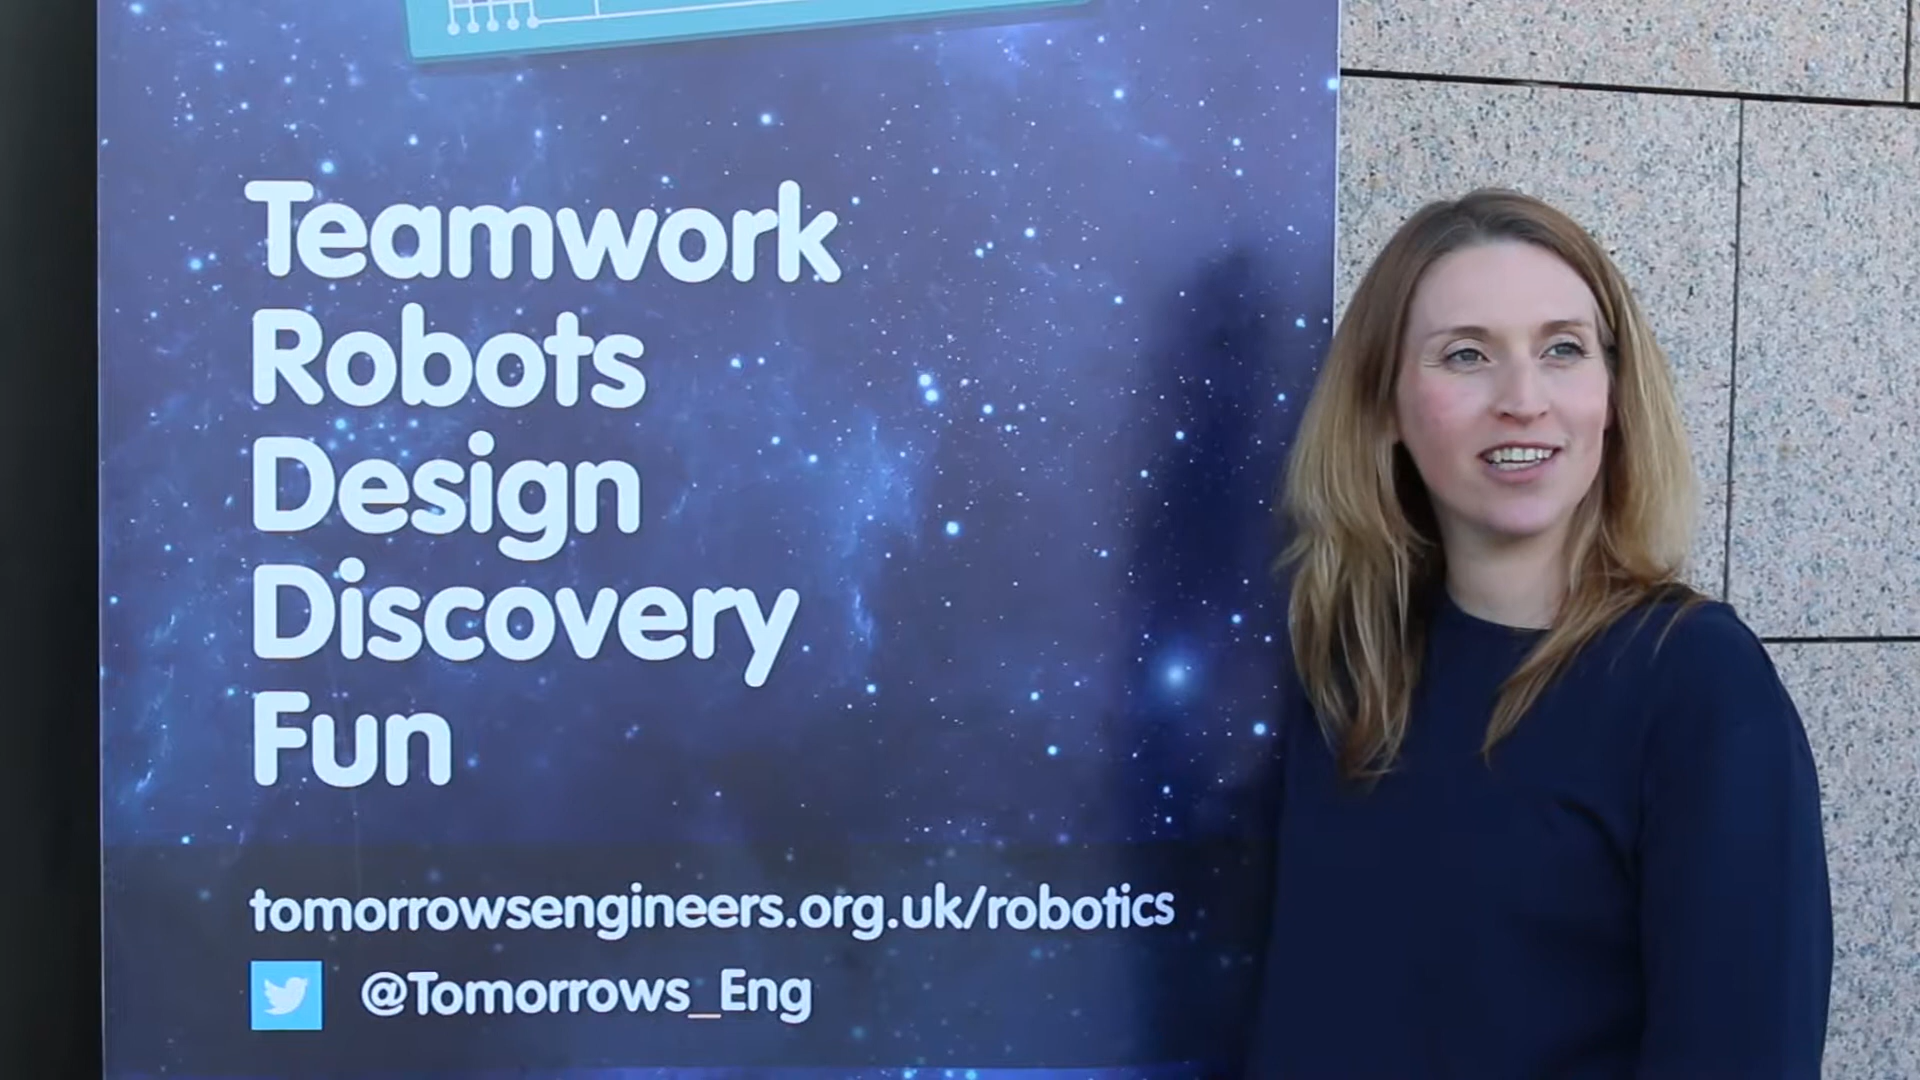 Teamwork
Robots
Design
Discovery
Fun
tomorrowsengineers.org.uk/robotics
@Tomorrows_Eng